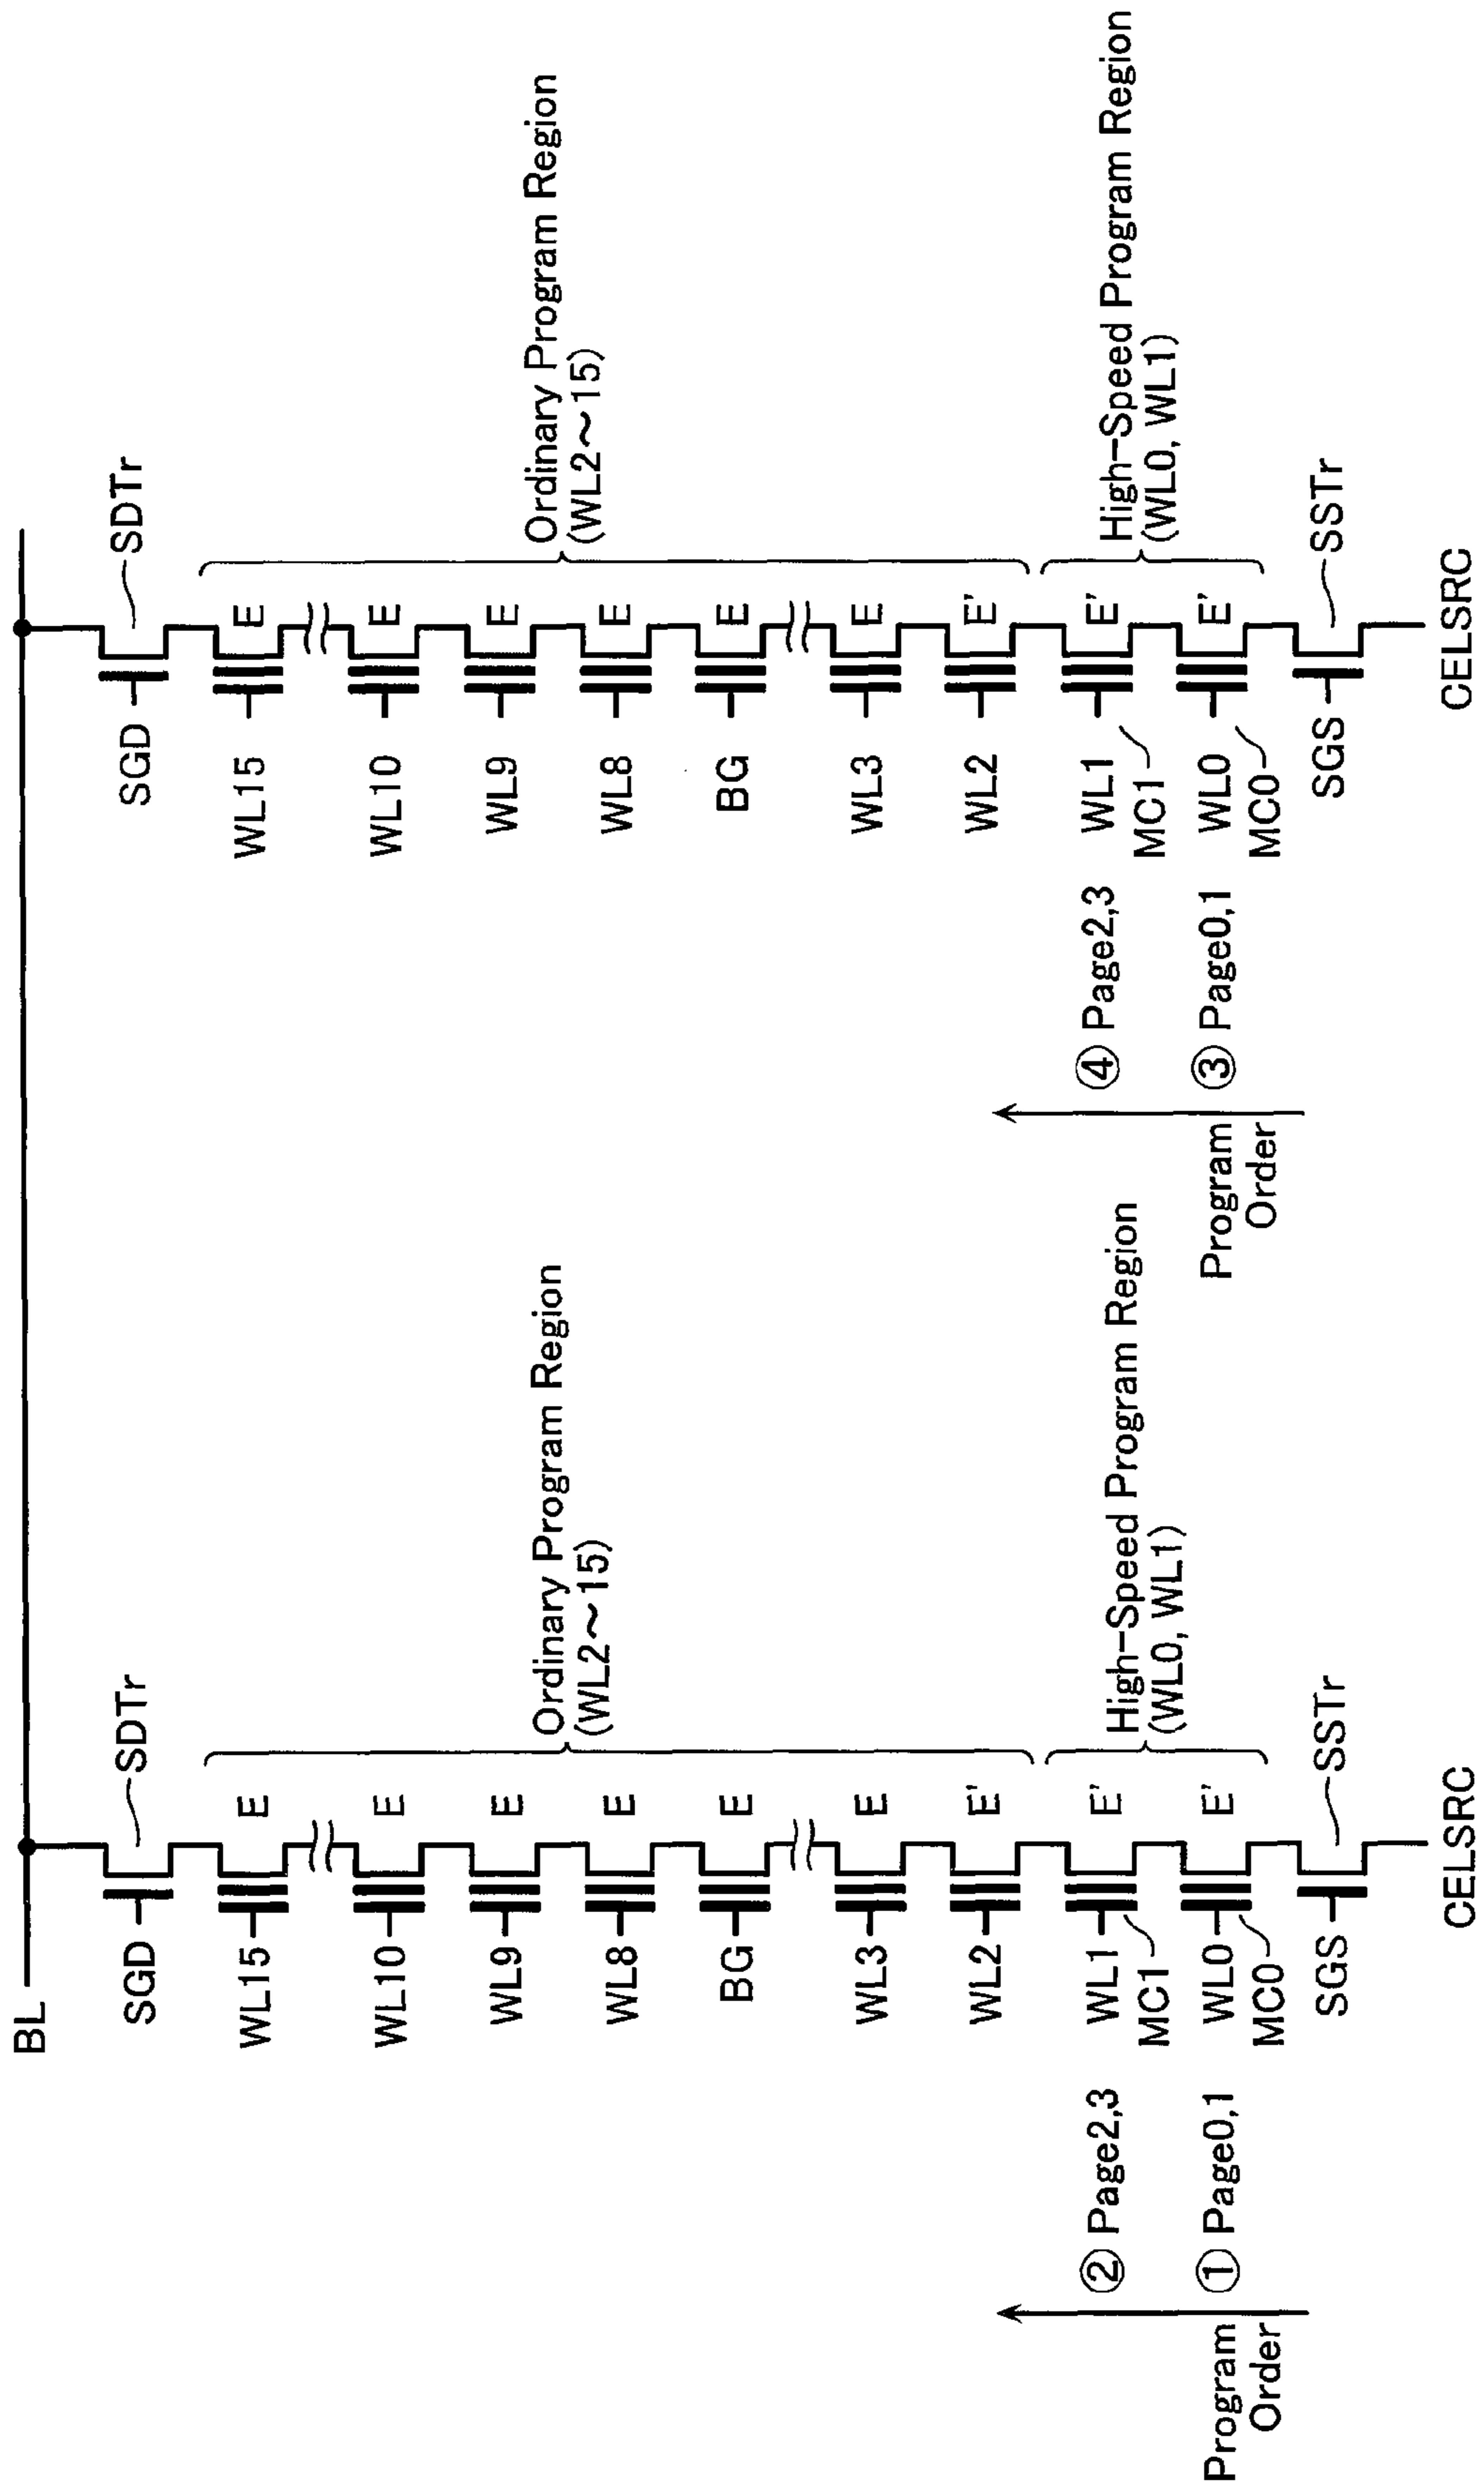 BL
SGD
SDTr
WL15
E
WL10
E
WL9
E
WL8
E
BG
E
WL3
E
WL2
E'
WL1
E'
MC1
WL0
E'
MC0
SGS
SSTr
CELSRC
Ordinary Program Region
(WL2~15)
High-Speed Program Region
(WL0, WL1)
② Page2,3
① Page0,1
Program
Order
SGD
SDTr
WL15
E
WL10
E
WL9
E
WL8
E
BG
E
WL3
E
WL2
E'
WL1
E'
MC1
WL0
E'
MC0
SGS
SSTr
CELSRC
Ordinary Program Region
(WL2~15)
High-Speed Program Region
(WL0, WL1)
④ Page2,3
③ Page0,1
Program
Order